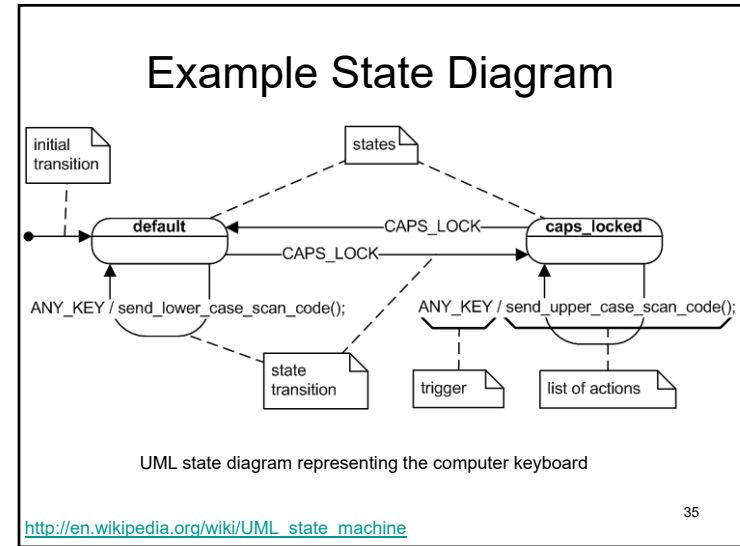 Example State Diagram
initial
transition
states
default
CAPS_LOCK
caps_locked
CAPS_LOCK
ANY_KEY / send_lower_case_scan_code();
ANY_KEY / send_upper_case_scan_code();
state
transition
trigger
list of actions
UML state diagram representing the computer keyboard
35
http://en.wikipedia.org/wiki/UML_state_machine